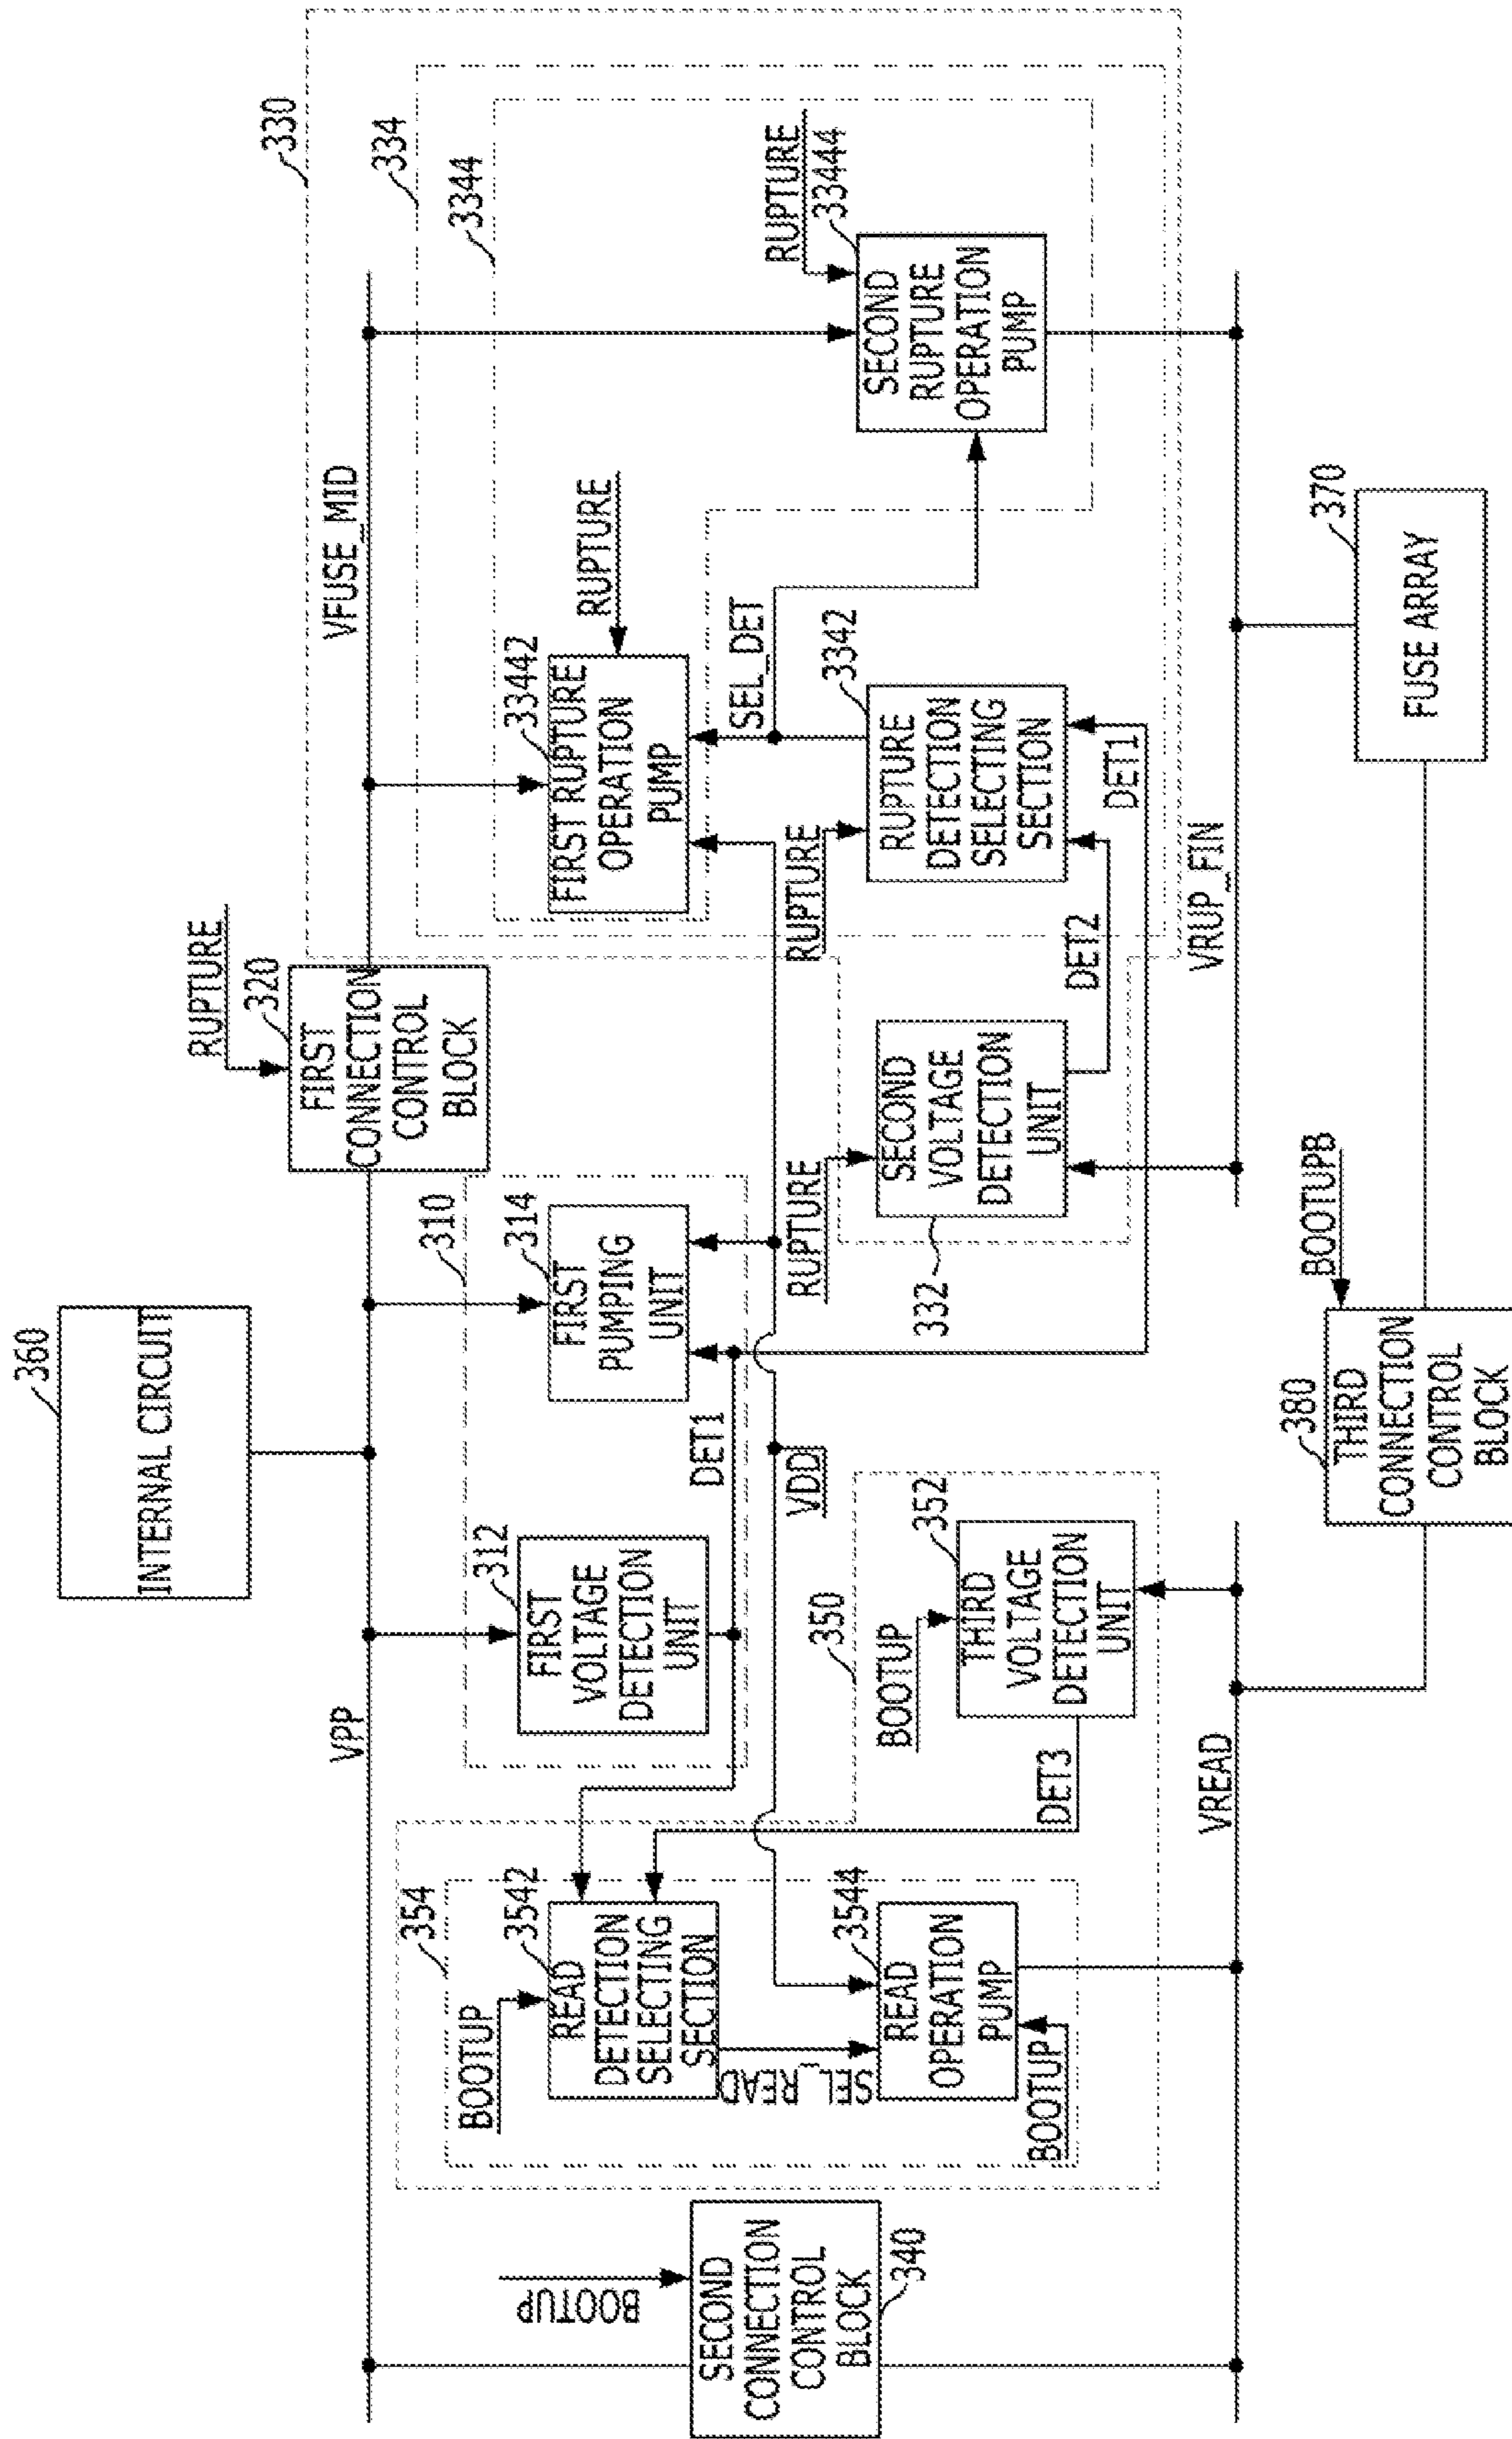 INTERNAL CIRCUIT
360
RUPTURE
320
FIRST
CONNECTION
CONTROL
BLOCK
VPP
VFUSE_MID
330
334
3344
310
312
FIRST
VOLTAGE
DETECTION
UNIT
314
FIRST
PUMPING
UNIT
DET1
VDD
33442
FIRST RUPTURE
OPERATION
PUMP
RUPTURE
SEL_DET
RUPTURE
33444
SECOND
RUPTURE
OPERATION
PUMP
RUPTURE
3342
RUPTURE
DETECTION
SELECTING
SECTION
DET1
DET2
RUPTURE
332
SECOND
VOLTAGE
DETECTION
UNIT
VRUP_FIN
354
BOOTUP
3542
READ
DETECTION
SELECTING
SECTION
SEL_READ
3544
READ
OPERATION
PUMP
BOOTUP
350
BOOTUP
352
THIRD
VOLTAGE
DETECTION
UNIT
DET3
VREAD
BOOTUP
SECOND
CONNECTION
CONTROL
BLOCK
340
BOOTUPB
380
THIRD
CONNECTION
CONTROL
BLOCK
370
FUSE ARRAY